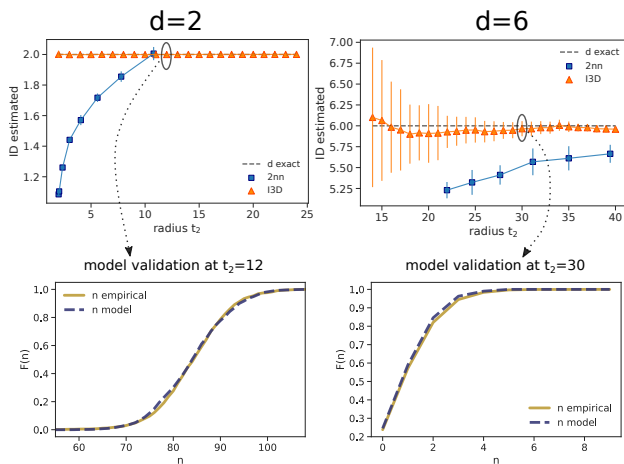 d=2
d=6
ID estimated
2.0
1.8
1.6
1.4
1.2
d exact
2nn
I3D
5
10
15
20
25
radius t₂
ID estimated
7.00
6.75
6.50
6.25
6.00
5.75
5.50
5.25
d exact
2nn
I3D
15
20
25
30
35
40
radius t₂
model validation at t₂=12
F(n)
1.0
0.8
0.6
0.4
0.2
0.0
n empirical
n model
60
70
80
90
100
n
model validation at t₂=30
F(n)
1.0
0.9
0.8
0.7
0.6
0.5
0.4
0.3
0.2
n empirical
n model
0
2
4
6
8
n